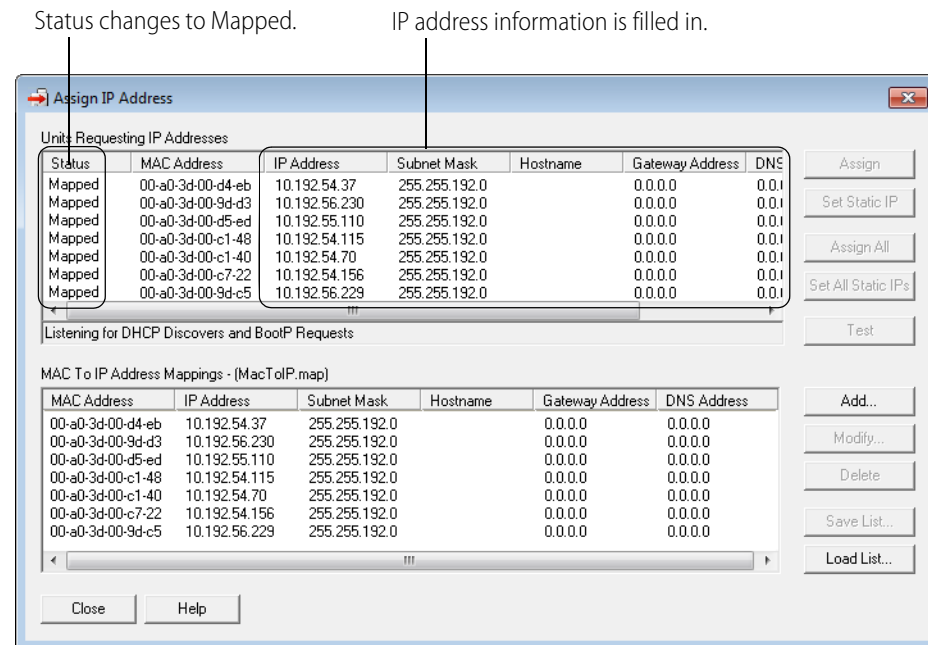 Status changes to Mapped. IP address information is filled in.
Assign IP Address
Units Requesting IP Addresses
Status MAC Address IP Address Subnet Mask Hostname Gateway Address DNS
Mapped 00-a0-3d-00-d4-eb 10.192.54.37 255.255.192.0 0.0.0.0 0.0.
Mapped 00-a0-3d-00-9d-d3 10.192.56.230 255.255.192.0 0.0.0.0 0.0.
Mapped 00-a0-3d-00-d5-ed 10.192.55.110 255.255.192.0 0.0.0.0 0.0.
Mapped 00-a0-3d-00-c1-48 10.192.54.115 255.255.192.0 0.0.0.0 0.0.
Mapped 00-a0-3d-00-c1-40 10.192.54.70 255.255.192.0 0.0.0.0 0.0.
Mapped 00-a0-3d-00-c7-22 10.192.54.156 255.255.192.0 0.0.0.0 0.0.
Mapped 00-a0-3d-00-9d-c5 10.192.56.229 255.255.192.0 0.0.0.0 0.0.
Listening for DHCP Discovers and BootP Requests
Assign
Set Static IP
Assign All
Set All Static IPs
Test
MAC To IP Address Mappings - (MacToIP.map)
MAC Address IP Address Subnet Mask Hostname Gateway Address DNS Address
00-a0-3d-00-d4-eb 10.192.54.37 255.255.192.0 0.0.0.0 0.0.0.0
00-a0-3d-00-9d-d3 10.192.56.230 255.255.192.0 0.0.0.0 0.0.0.0
00-a0-3d-00-d5-ed 10.192.55.110 255.255.192.0 0.0.0.0 0.0.0.0
00-a0-3d-00-c1-48 10.192.54.115 255.255.192.0 0.0.0.0 0.0.0.0
00-a0-3d-00-c1-40 10.192.54.70 255.255.192.0 0.0.0.0 0.0.0.0
00-a0-3d-00-c7-22 10.192.54.156 255.255.192.0 0.0.0.0 0.0.0.0
00-a0-3d-00-9d-c5 10.192.56.229 255.255.192.0 0.0.0.0 0.0.0.0
Add...
Modify...
Delete
Save List...
Load List...
Close Help